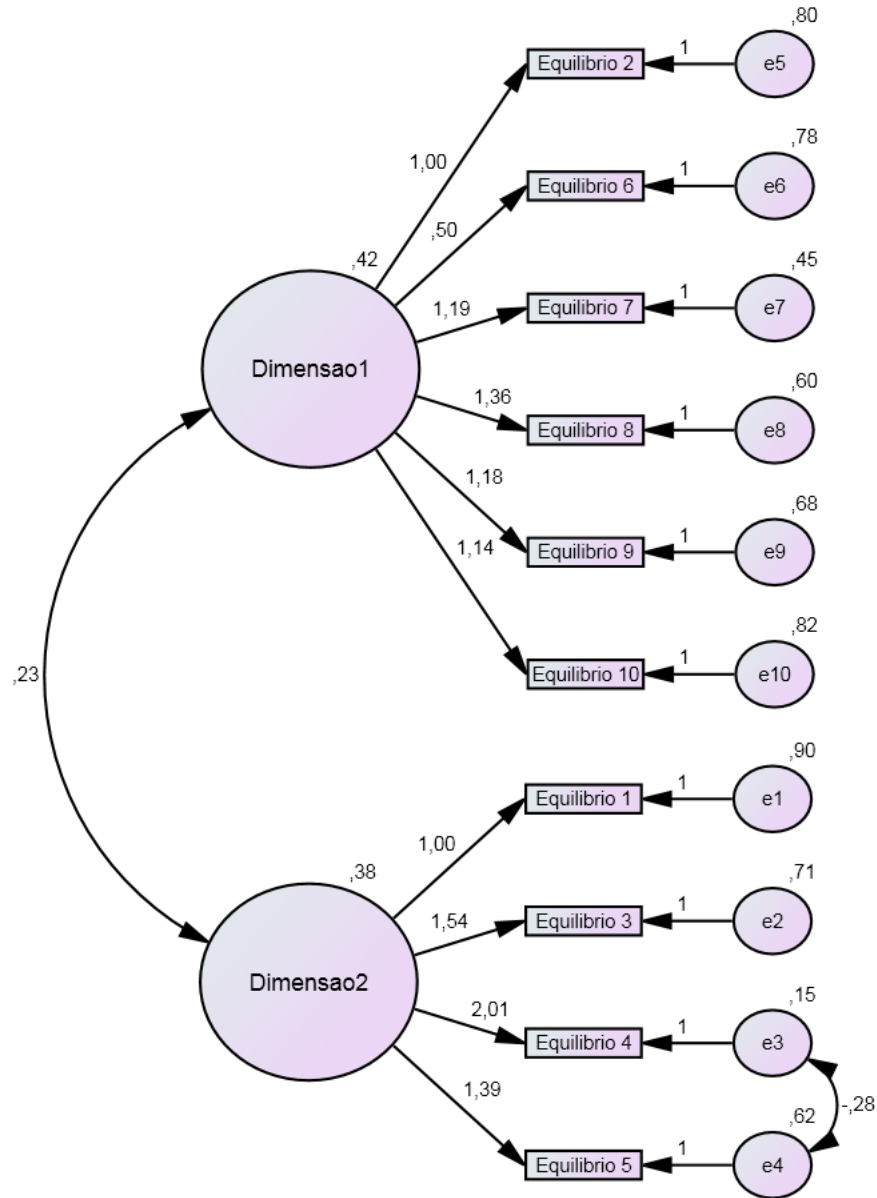 ,80
Equilibrio 2
1
e5
1,00
,78
Equilibrio 6
1
e6
,50
,42
,45
Equilibrio 7
1
e7
1,19
Dimensao1
,60
Equilibrio 8
1
e8
1,36
,68
Equilibrio 9
1
e9
1,18
,82
Equilibrio 10
1
e10
1,14
,23
,90
Equilibrio 1
1
e1
1,00
,38
,71
Equilibrio 3
1
e2
1,54
Dimensao2
,15
Equilibrio 4
1
e3
2,01
-,28
,62
Equilibrio 5
1
e4
1,39